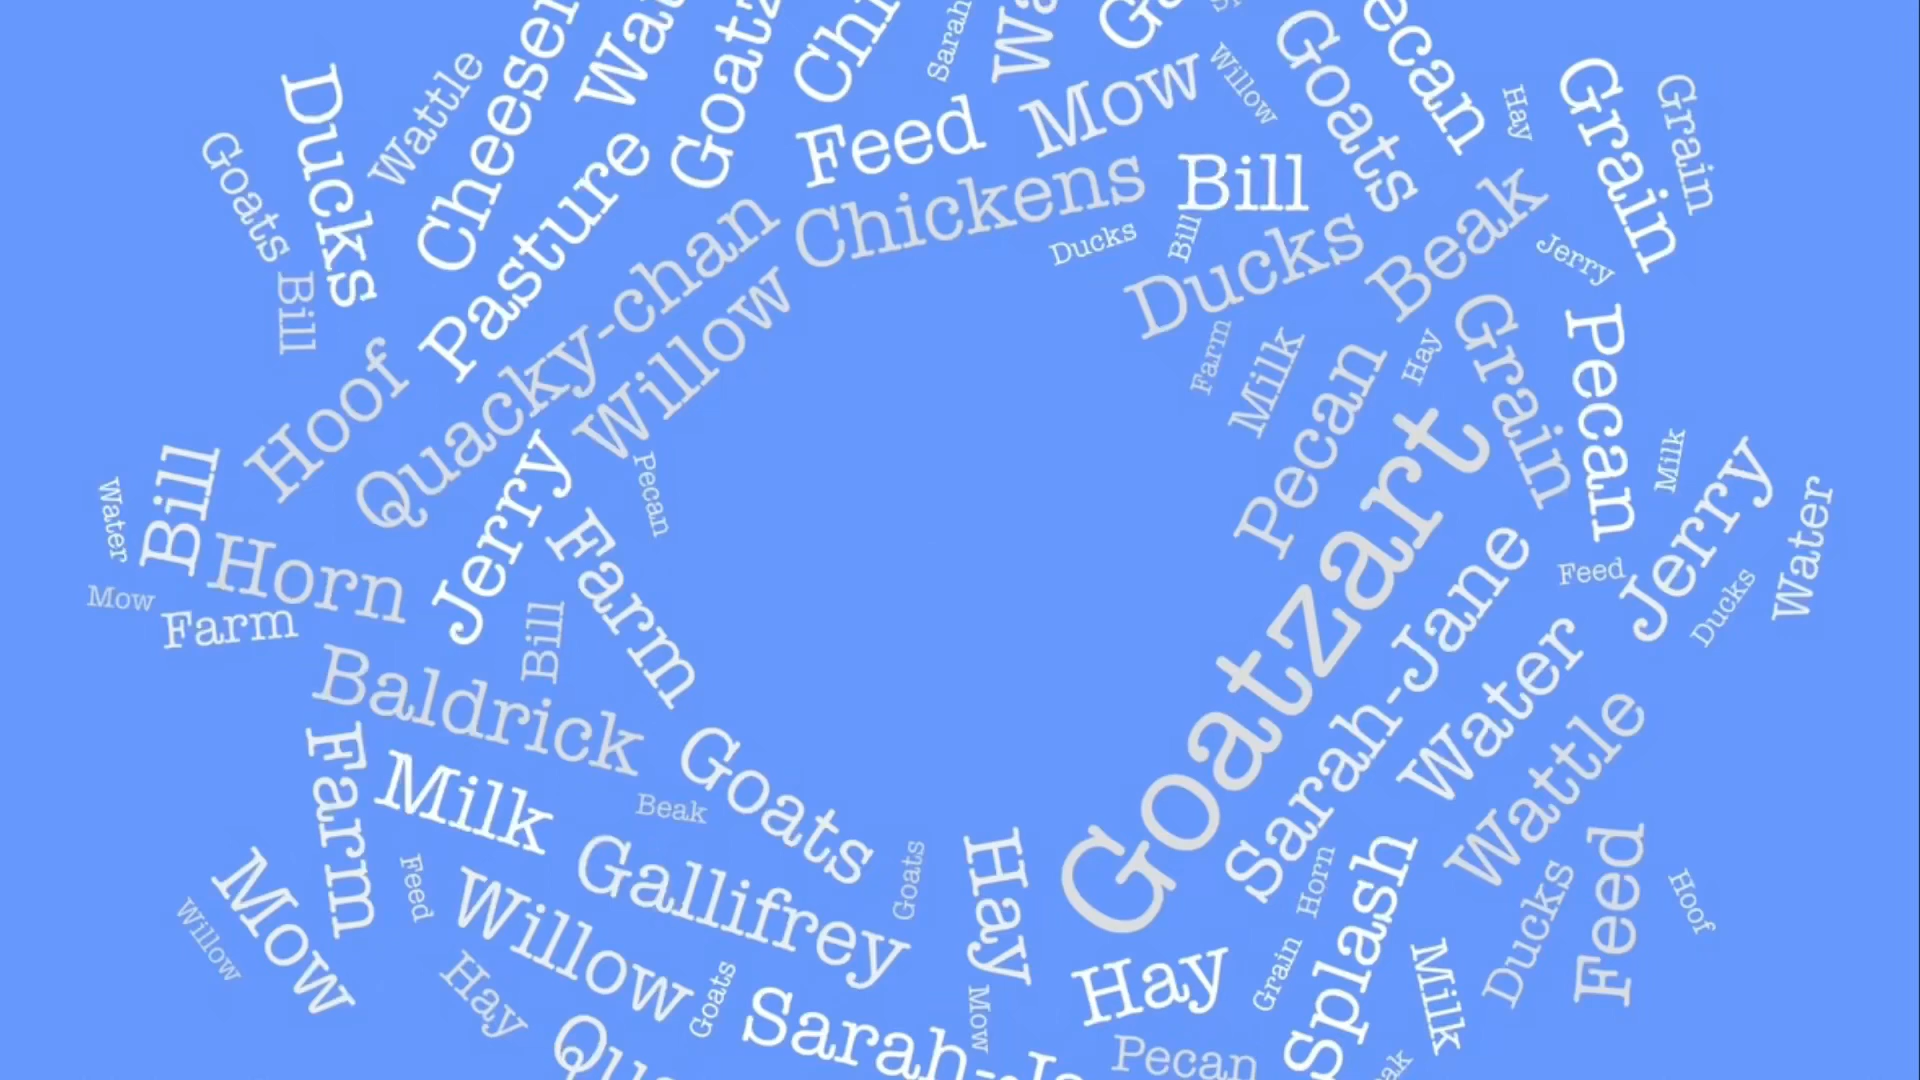 Sarah
Goats
Willow
Ducks
Wattle
Hay
Grain
Grain
Goats
Feed
Mow
Pasture
Chickens
Bill
Ducks
Bill
Ducks
Beak
Jerry
Bill
Quacky-chan
Willow
Hoof
Farm
Milk
Hay
Grain
Pecan
Pecan
Pecan
Jerry
Bill
Water
Horn
Mow
Farm
Farm
Bill
Goatzart
Milk
Jerry
Water
Feed
Ducks
Sarah-Jane
Water
Wattle
Baldrick
Farm
Milk
Beak
Goats
Gallifrey
Goats
Hay
Horn
Splash
Ducks
Feed
Hoof
Mow
Willow
Feed
Willow
Hay
Goats
Mow
Hay
Grain
Milk
Pecan